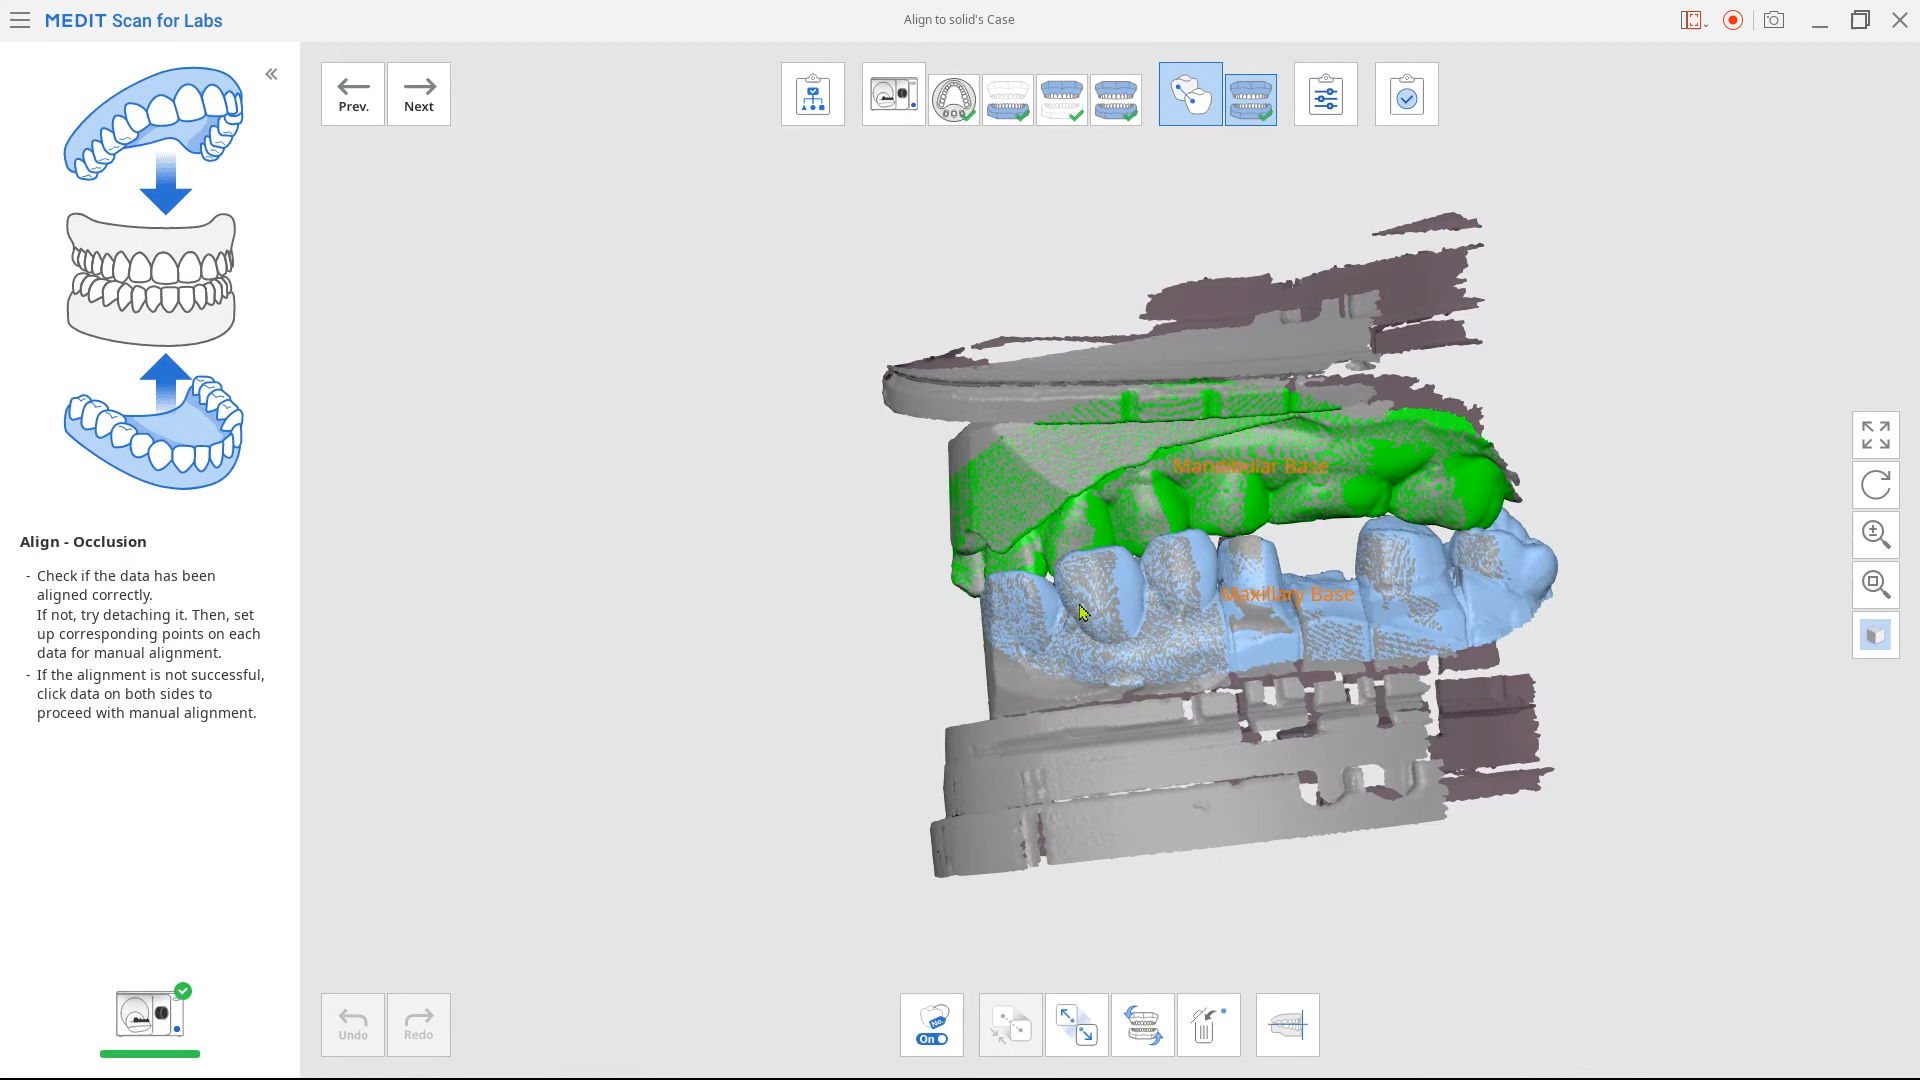 MEDIT Scan for Labs
Align to solid's Case
Prev.
Next
Mandibular Base
Maxillary Base
Align - Occlusion
- Check if the data has been
aligned correctly.
If not, try detaching it. Then, set
up corresponding points on each
data for manual alignment.
- If the alignment is not successful,
click data on both sides to
proceed with manual alignment.
Undo
Redo
No.
On